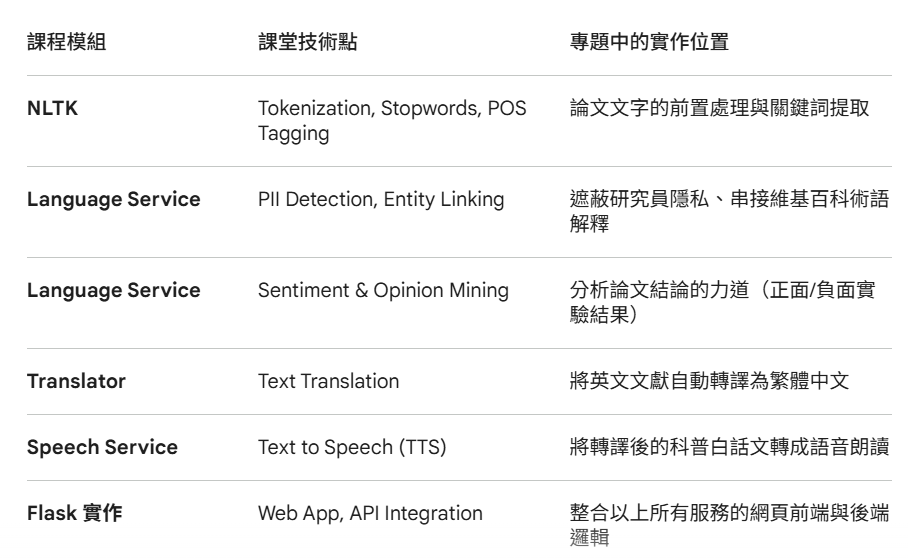 課程模組 課堂技術點 專題中的實作位置
NLTK Tokenization, Stopwords, POS 論文文字的前置處理與關鍵詞提取
Tagging
Language Service PII Detection, Entity Linking 遮蔽研究員隱私、串接維基百科術語
解釋
Language Service Sentiment & Opinion Mining 分析論文結論的力道（正面/負面實
驗結果）
Translator Text Translation 將英文文獻自動轉譯為繁體中文
Speech Service Text to Speech (TTS) 將轉譯後的科普白話文轉成語音朗讀
Flask 實作 Web App, API Integration 整合以上所有服務的網頁前端與後端
邏輯